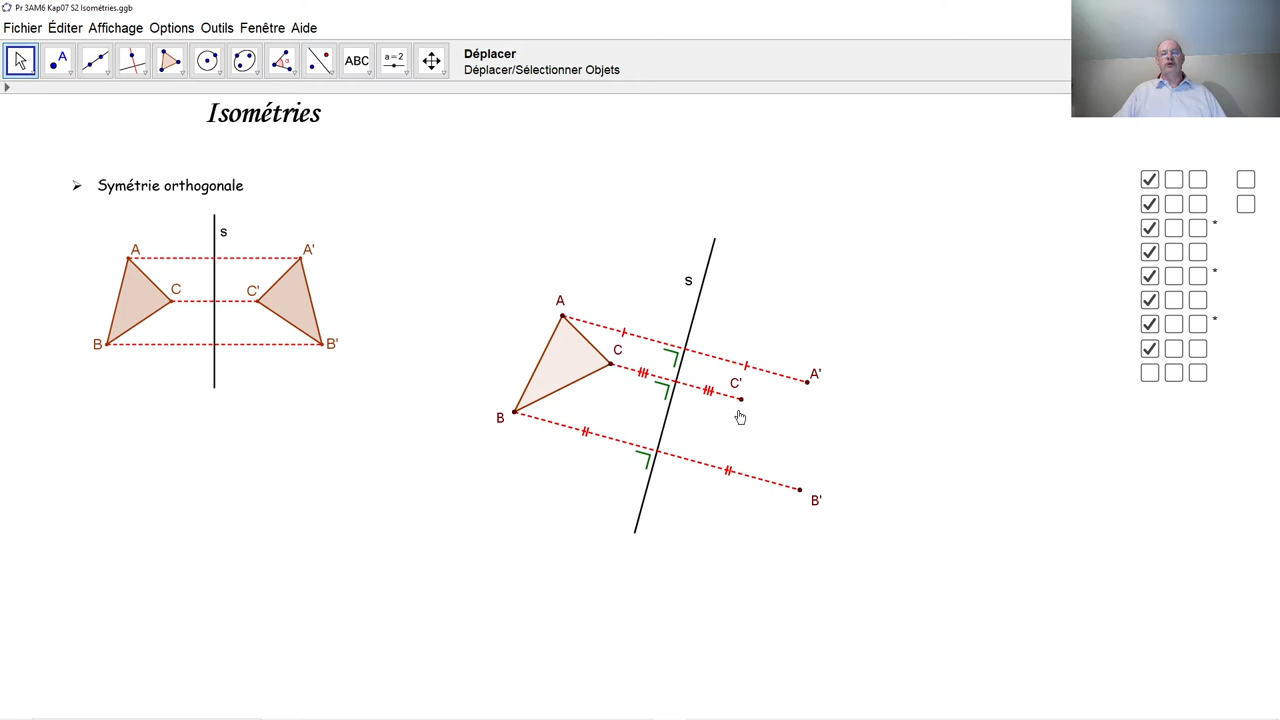 Pr 3AM6 Kap07 S2 Isométries.ggb
Fichier Éditer Affichage Options Outils Fenêtre Aide
A
α
ABC
a=2
Déplacer
Déplacer/Sélectionner Objets
Isométries
➢ Symétrie orthogonale
s
A A'
C C'
B B'
s
A
C
C' A'
B
B'
*
*
*